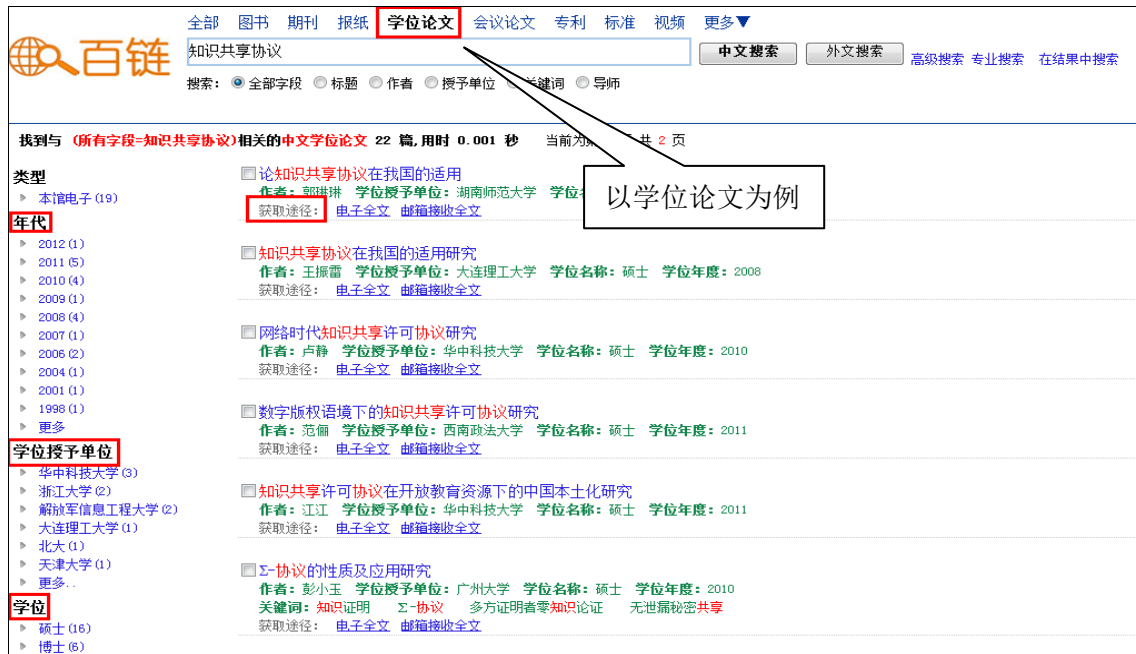 全部 图书 期刊 报纸 学位论文 会议论文 专利 标准 视频 更多▼
百链
知识共享协议
中文搜索 外文搜索 高级搜索 专业搜索 在结果中搜索
搜索: 全部字段 标题 作者 授予单位 键词 导师
找到与 (所有字段=知识共享协议)相关的中文学位论文 22 篇,用时 0.001 秒 当前为 共 2 页
以学位论文为例
类型
本馆电子(19)
年代
2012(1)
2011(5)
2010(4)
2009(1)
2008(4)
2007(1)
2006(2)
2004(1)
2001(1)
1998(1)
更多
学位授予单位
华中科技大学(3)
浙江大学(2)
解放军信息工程大学(2)
大连理工大学(1)
北大(1)
天津大学(1)
更多..
学位
硕士(16)
博士(6)
论知识共享协议在我国的适用
作者: 郭琳琳 学位授予单位: 湖南师范大学 学位
获取途径: 电子全文 邮箱接收全文
知识共享协议在我国的适用研究
作者: 王振雷 学位授予单位: 大连理工大学 学位名称: 硕士 学位年度: 2008
获取途径: 电子全文 邮箱接收全文
网络时代知识共享许可协议研究
作者: 卢静 学位授予单位: 华中科技大学 学位名称: 硕士 学位年度: 2010
获取途径: 电子全文 邮箱接收全文
数字版权语境下的知识共享许可协议研究
作者: 范俪 学位授予单位: 西南政法大学 学位名称: 硕士 学位年度: 2011
获取途径: 电子全文 邮箱接收全文
知识共享许可协议在开放教育资源下的中国本土化研究
作者: 江江 学位授予单位: 华中科技大学 学位名称: 硕士 学位年度: 2011
获取途径: 电子全文 邮箱接收全文
Σ-协议的性质及应用研究
作者: 彭小玉 学位授予单位: 广州大学 学位名称: 硕士 学位年度: 2010
关键词: 知识证明 Σ-协议 多方证明者零知识论证 无泄漏秘密共享
获取途径: 电子全文 邮箱接收全文